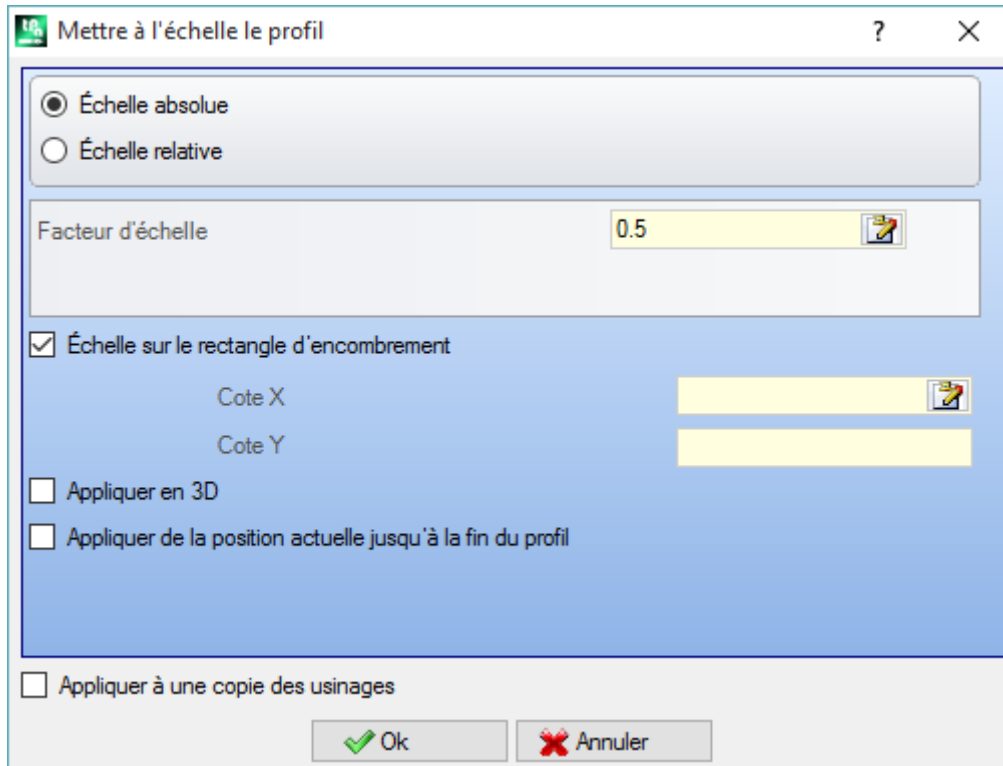 Mettre à l'échelle le profil
Échelle absolue
Échelle relative
Facteur d'échelle 0.5
Échelle sur le rectangle d'encombrement
Cote X
Cote Y
Appliquer en 3D
Appliquer de la position actuelle jusqu'à la fin du profil
Appliquer à une copie des usinages
Ok Annuler